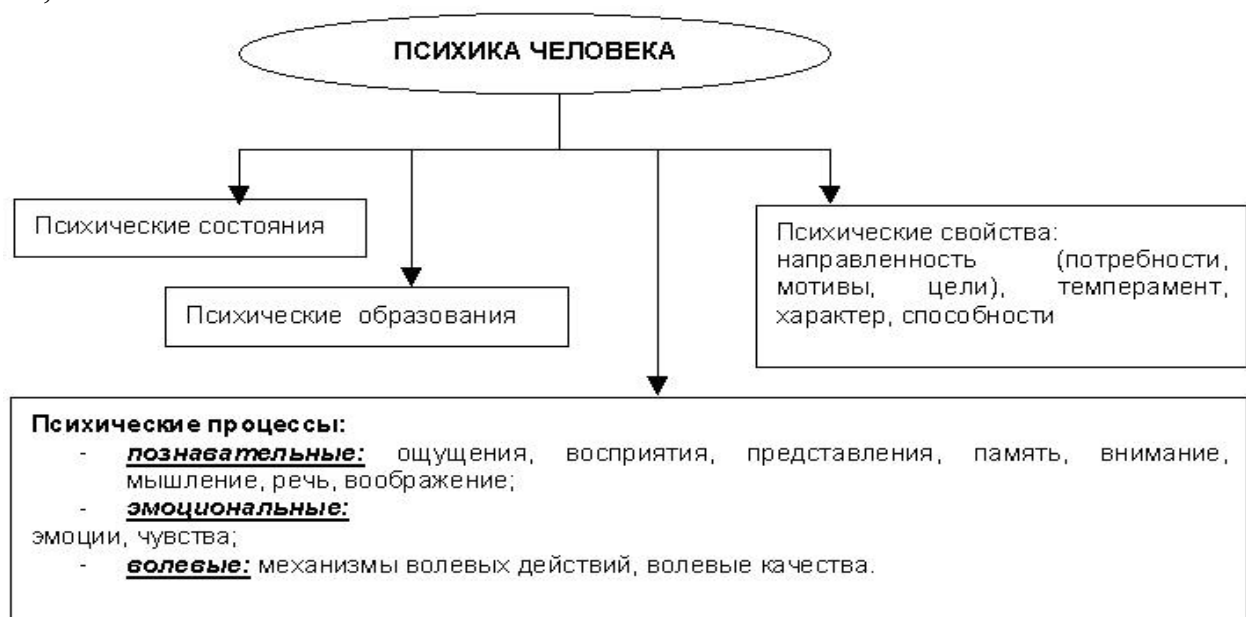 ПСИХИКА ЧЕЛОВЕКА
Психические состояния
Психические образования
Психические свойства:
направленность (потребности,
мотивы, цели), темперамент,
характер, способности
Психические процессы:
- познавательные: ощущения, восприятия, представления, память, внимание,
мышление, речь, воображение;
- эмоциональные:
эмоции, чувства;
- волевые: механизмы волевых действий, волевые качества.